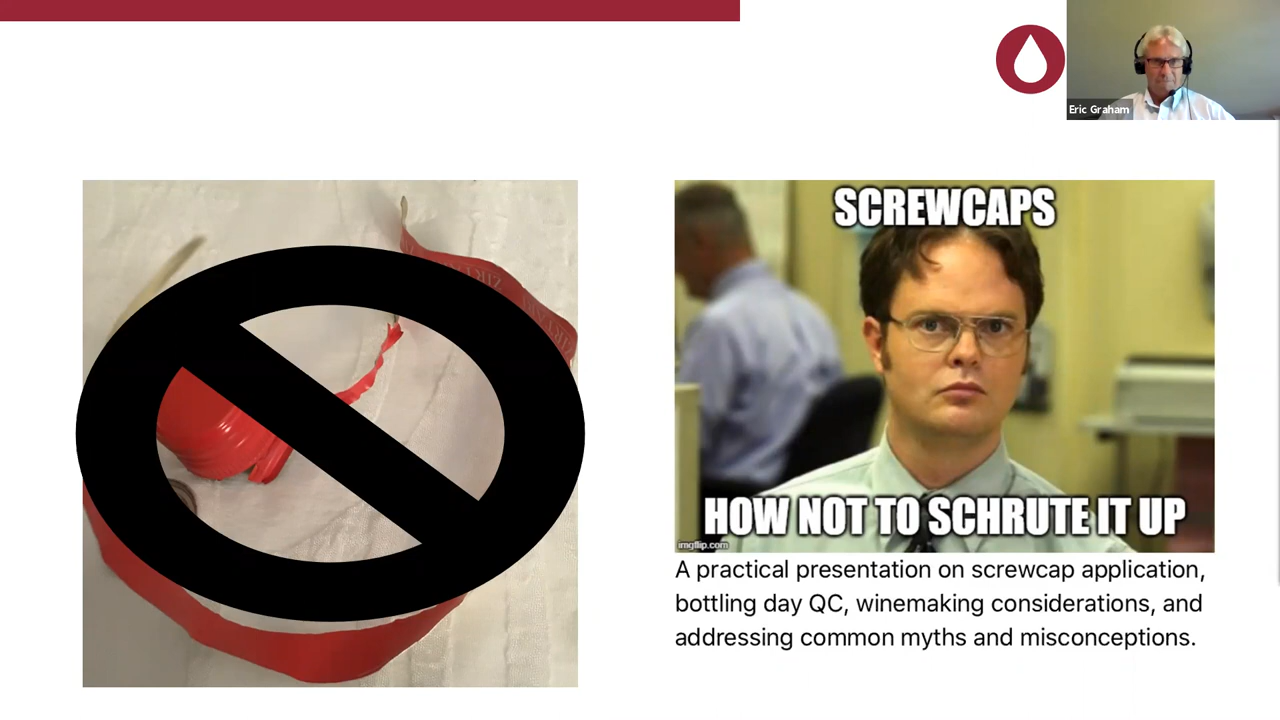 Eric Graham
SCREWCAPS
HOW NOT TO SCHRUTE IT UP
imgflip.com
A practical presentation on screwcap application,
bottling day QC, winemaking considerations, and
addressing common myths and misconceptions.